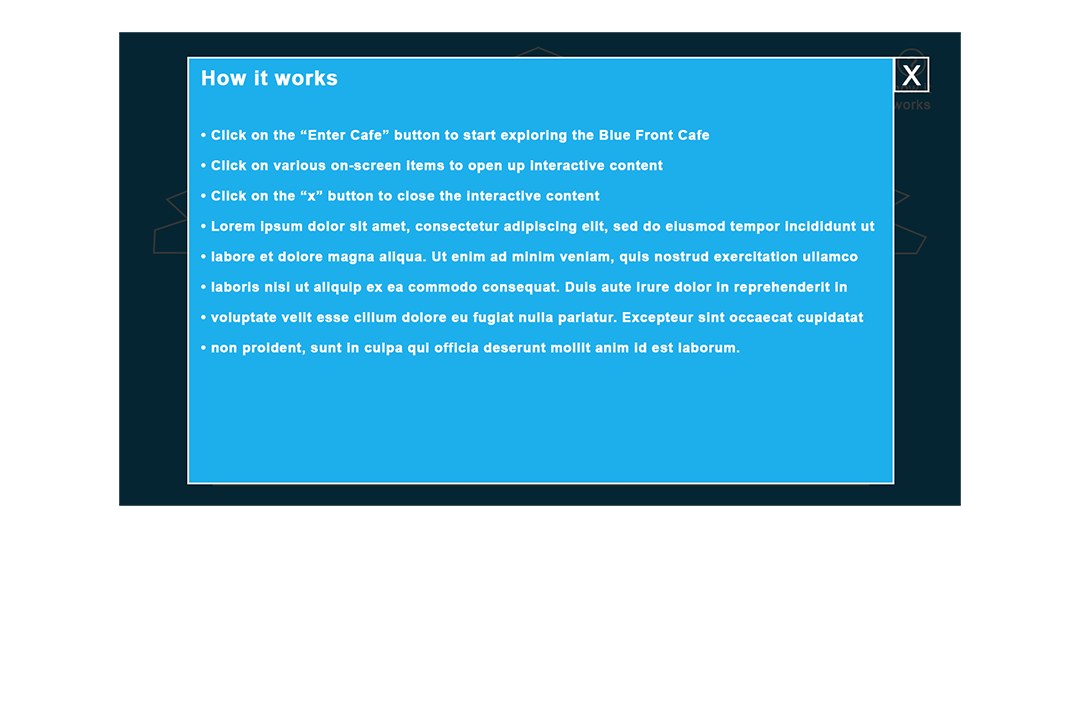 How it works
X
works
• Click on the “Enter Cafe” button to start exploring the Blue Front Cafe
• Click on various on-screen items to open up interactive content
• Click on the “x” button to close the interactive content
• Lorem ipsum dolor sit amet, consectetur adipiscing elit, sed do eiusmod tempor incididunt ut
• labore et dolore magna aliqua. Ut enim ad minim veniam, quis nostrud exercitation ullamco
• laboris nisi ut aliquip ex ea commodo consequat. Duis aute irure dolor in reprehenderit in
• voluptate velit esse cillum dolore eu fugiat nulla pariatur. Excepteur sint occaecat cupidatat
• non proident, sunt in culpa qui officia deserunt mollit anim id est laborum.